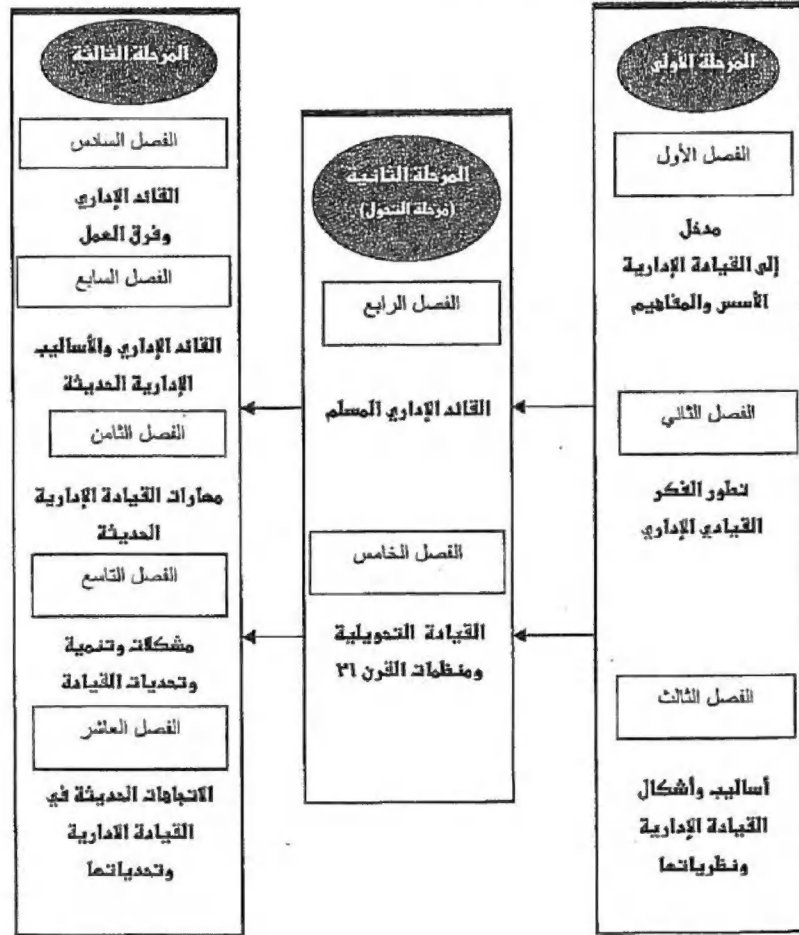 المرحلة الأولى
الفصل الأول
مدخل
إلى القيادة الإدارية
الأسس والمفاهيم
الفصل الثاني
تطور الفكر
القيادي الإداري
الفصل الثالث
أساليب وأشكال
القيادة الإدارية
ونظرياتها
المرحلة الثانية
(مرحلة التحول)
الفصل الرابع
القائد الإداري المسلم
الفصل الخامس
القيادة التحويلية
ومنظمات القرن ٢١
المرحلة الثالثة
الفصل السادس
القائد الإداري
وفرق العمل
الفصل السابع
القائد الإداري والأساليب
الإدارية الحديثة
الفصل الثامن
مهارات القيادة الإدارية
الحديثة
الفصل التاسع
مشكلات وتنمية
وتحديات القيادة
الفصل العاشر
الاتجاهات الحديثة في
القيادة الادارية
وتحدياتها